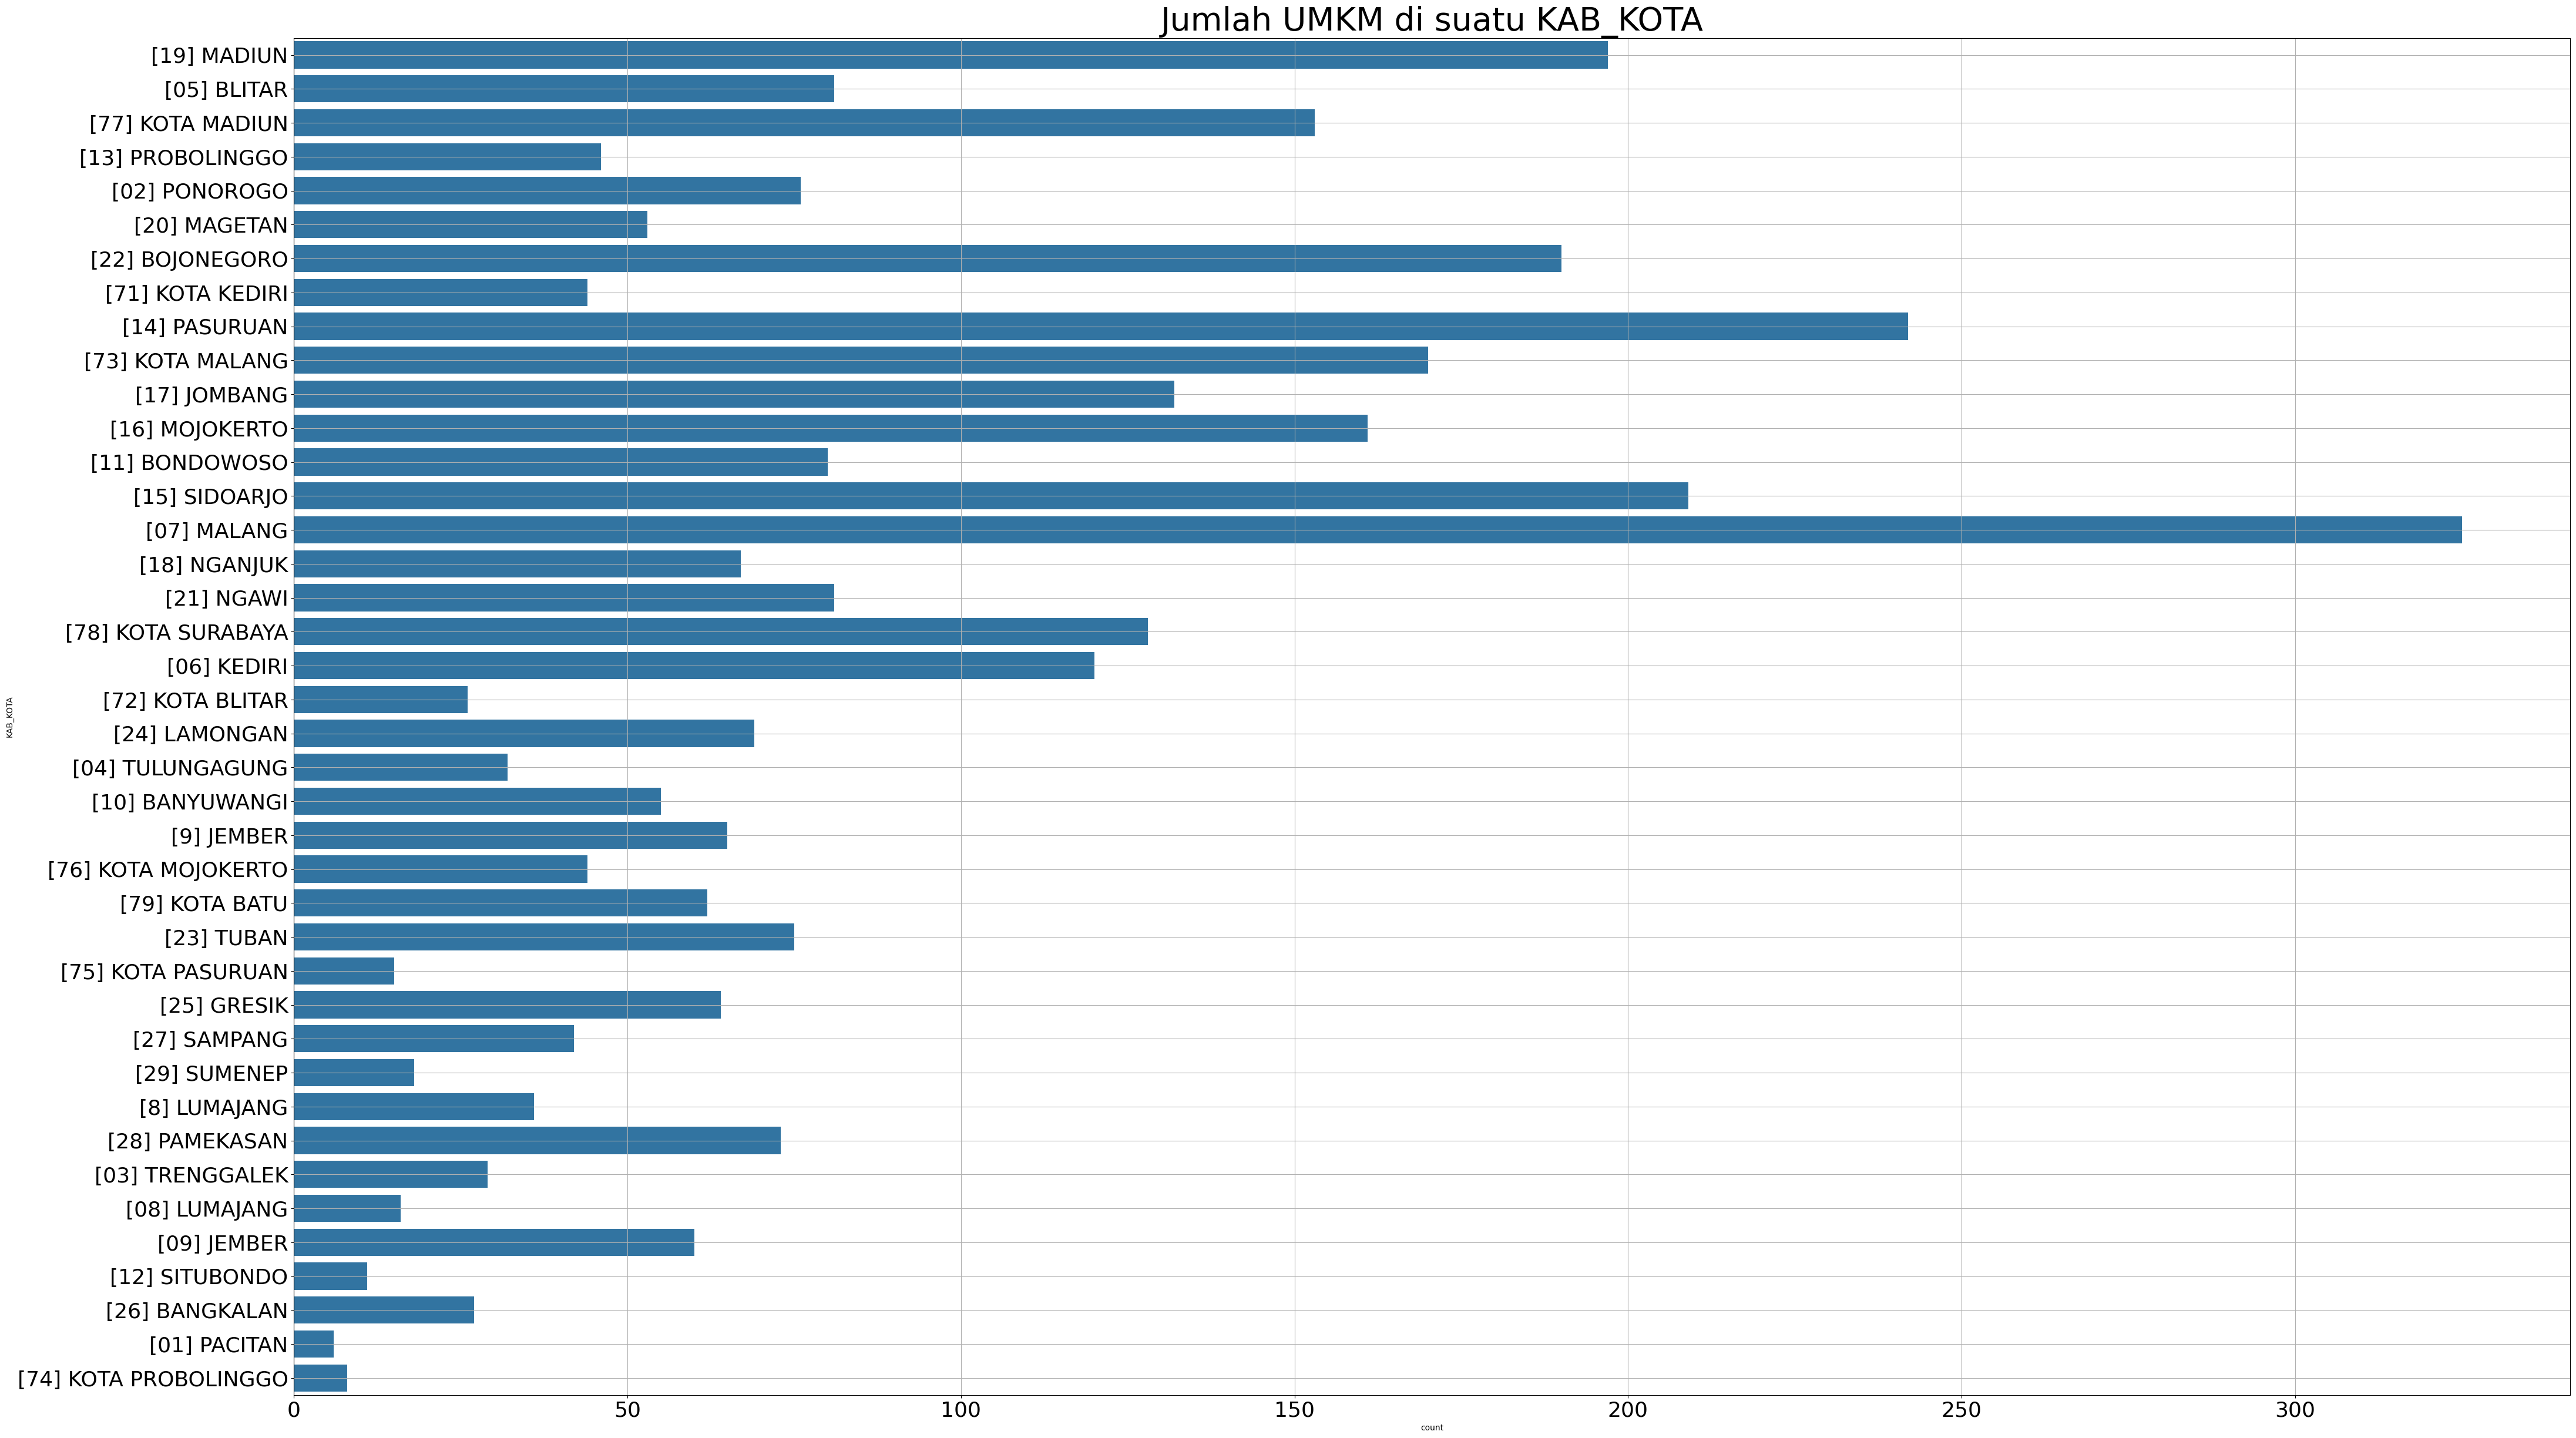 Jumlah UMKM di suatu KAB_KOTA
[19] MADIUN
[05] BLITAR
[77] KOTA MADIUN
[13] PROBOLINGGO
[02] PONOROGO
[20] MAGETAN
[22] BOJONEGORO
[71] KOTA KEDIRI
[14] PASURUAN
[73] KOTA MALANG
[17] JOMBANG
[16] MOJOKERTO
[11] BONDOWOSO
[15] SIDOARJO
[07] MALANG
[18] NGANJUK
[21] NGAWI
[78] KOTA SURABAYA
[06] KEDIRI
[72] KOTA BLITAR
[24] LAMONGAN
[04] TULUNGAGUNG
[10] BANYUWANGI
[9] JEMBER
[76] KOTA MOJOKERTO
[79] KOTA BATU
[23] TUBAN
[75] KOTA PASURUAN
[25] GRESIK
[27] SAMPANG
[29] SUMENEP
[8] LUMAJANG
[28] PAMEKASAN
[03] TRENGGALEK
[08] LUMAJANG
[09] JEMBER
[12] SITUBONDO
[26] BANGKALAN
[01] PACITAN
[74] KOTA PROBOLINGGO
KAB_KOTA
0 50 100 150 200 250 300
count